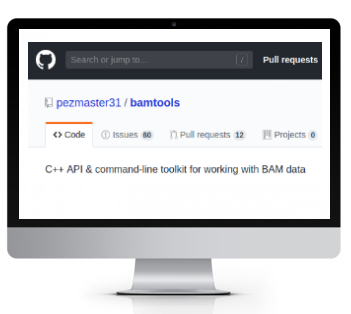 Search or jump to... /
Pull requests
pezmaster31 / bamtools
<> Code Issues 60 Pull requests 12 Projects 0
C++ API & command-line toolkit for working with BAM data